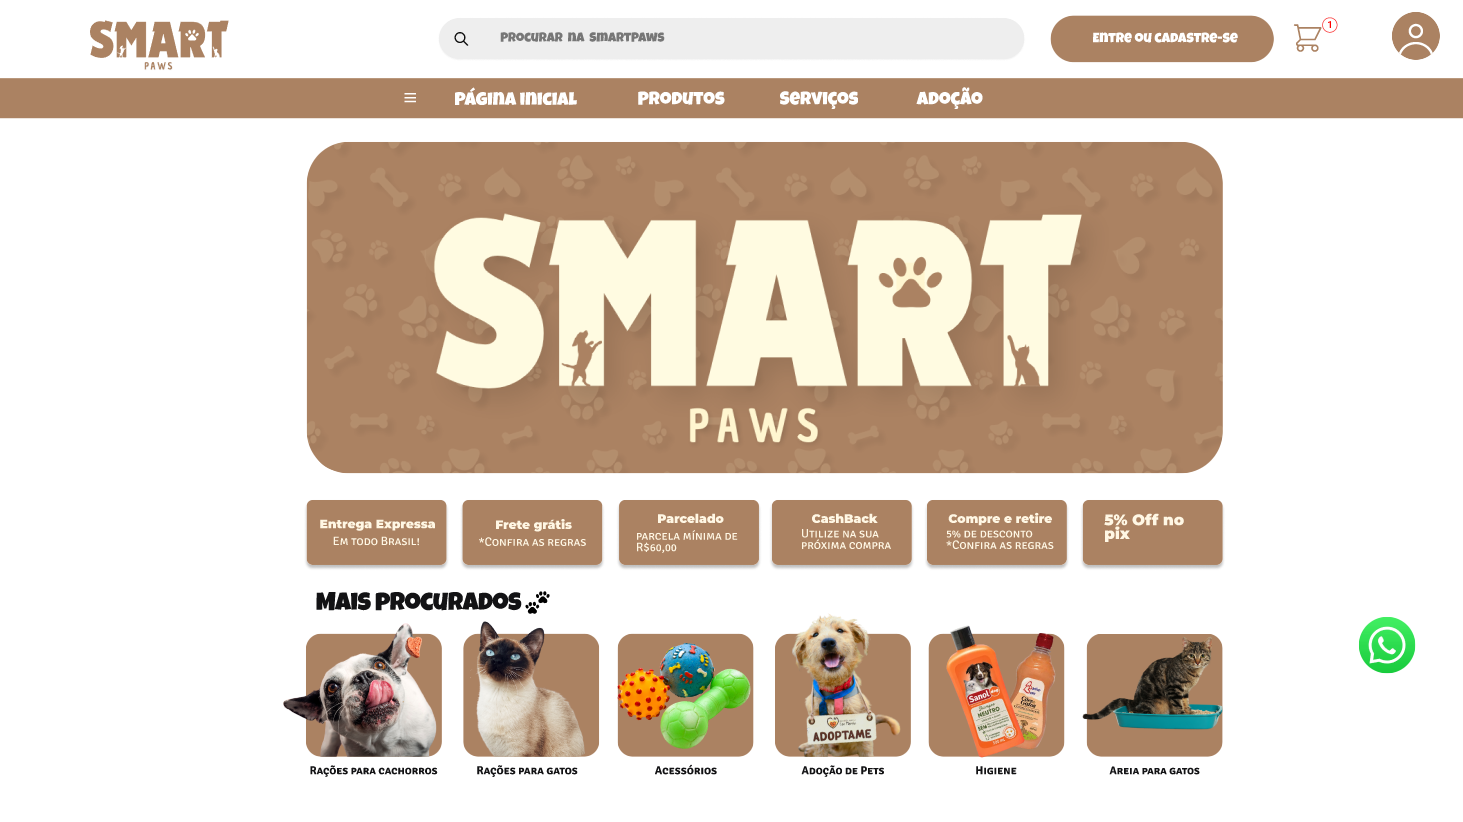 SMART
PAWS
Procurar na Smartpaws
Entre ou cadastre-se
1
Página Inicial
Produtos
Serviços
Adoção
SMART
PAWS
Entrega Expressa
Em todo Brasil!
Frete grátis
*Confira as regras
Parcelado
parcela mínima de
R$60,00
CashBack
Utilize na sua
próxima compra
Compre e retire
5% de desconto
*Confira as regras
5% Off no
pix
Mais Procurados
ADOPTAME
Sanol
dog
NEUTRO
Rações para cachorros
Rações para gatos
Acessórios
Adoção de Pets
Higiene
Areia para gatos